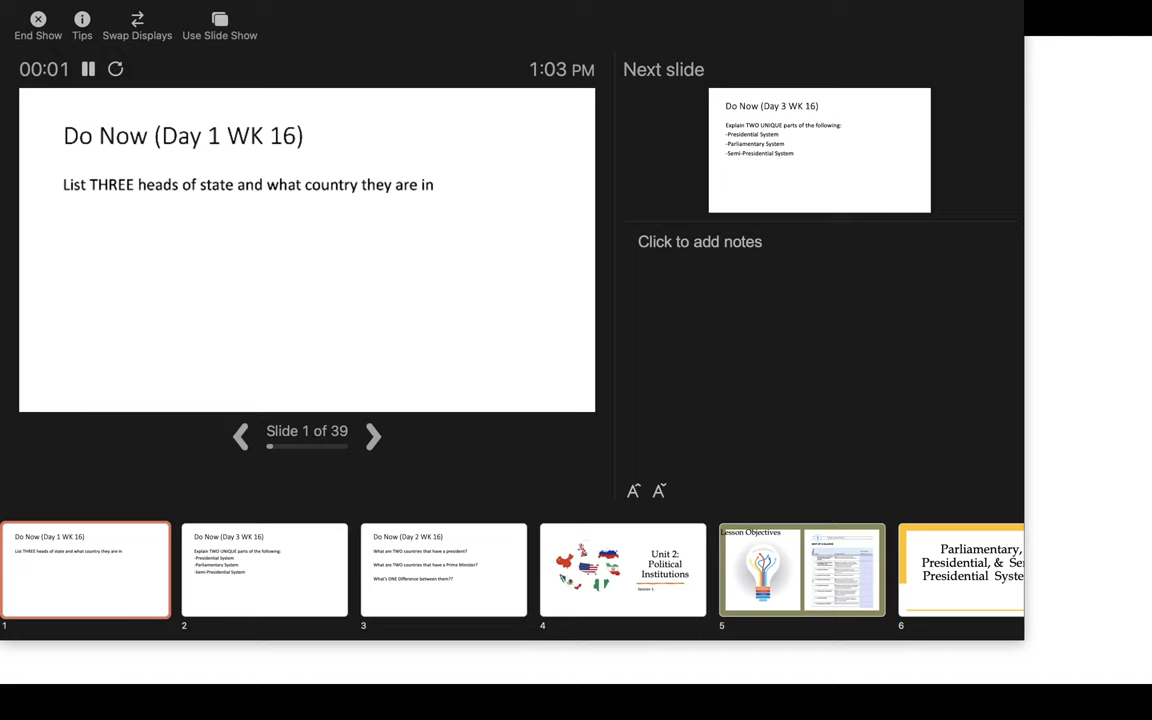 End Show
Tips
Swap Displays
Use Slide Show
00:01
1:03 PM
Next slide
Do Now (Day 1 WK 16)
List THREE heads of state and what country they are in
Do Now (Day 3 WK 16)
Explain TWO UNIQUE parts of the following:
-Presidential System
-Parliamentary System
-Semi-Presidential System
Click to add notes
Slide 1 of 39
Do Now (Day 1 WK 16)
List THREE heads of state and what country they are in
1
Do Now (Day 3 WK 16)
Explain TWO UNIQUE parts of the following:
-Presidential System
-Parliamentary System
-Semi-Presidential System
2
Do Now (Day 2 WK 16)
What are TWO countries that have a president?
What are TWO countries that have a Prime Minister?
What's ONE Difference between them??
3
Unit 2:
Political
Institutions
Session 1:
4
Lesson Objectives
5
Parliamentary,
Presidential, & Se
Presidential Syste
6